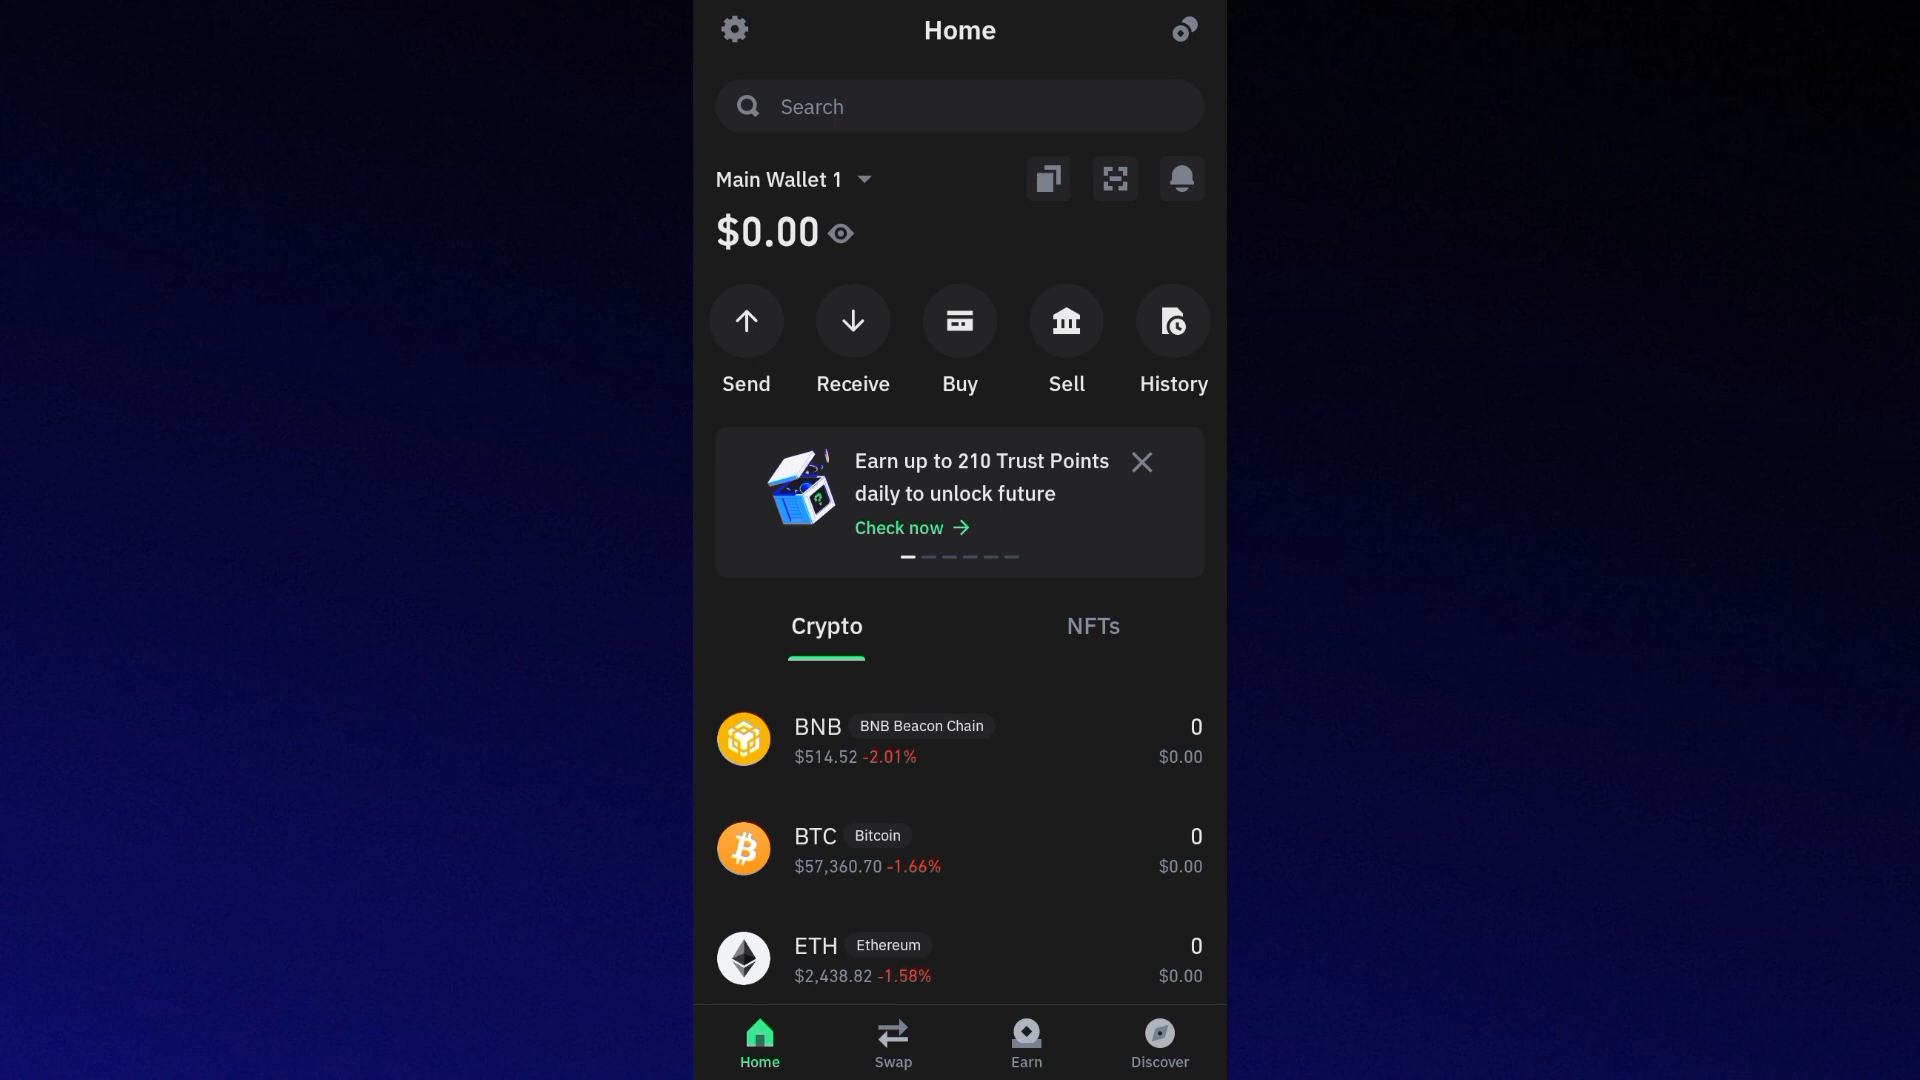 Home
Search
Main Wallet 1
$0.00
Send Receive Buy Sell History
Earn up to 210 Trust Points
daily to unlock future
Check now
Crypto NFTs
BNB BNB Beacon Chain 0
$514.52 -2.01% $0.00
BTC Bitcoin 0
$57,360.70 -1.66% $0.00
ETH Ethereum 0
$2,438.82 -1.58% $0.00
Home Swap Earn Discover